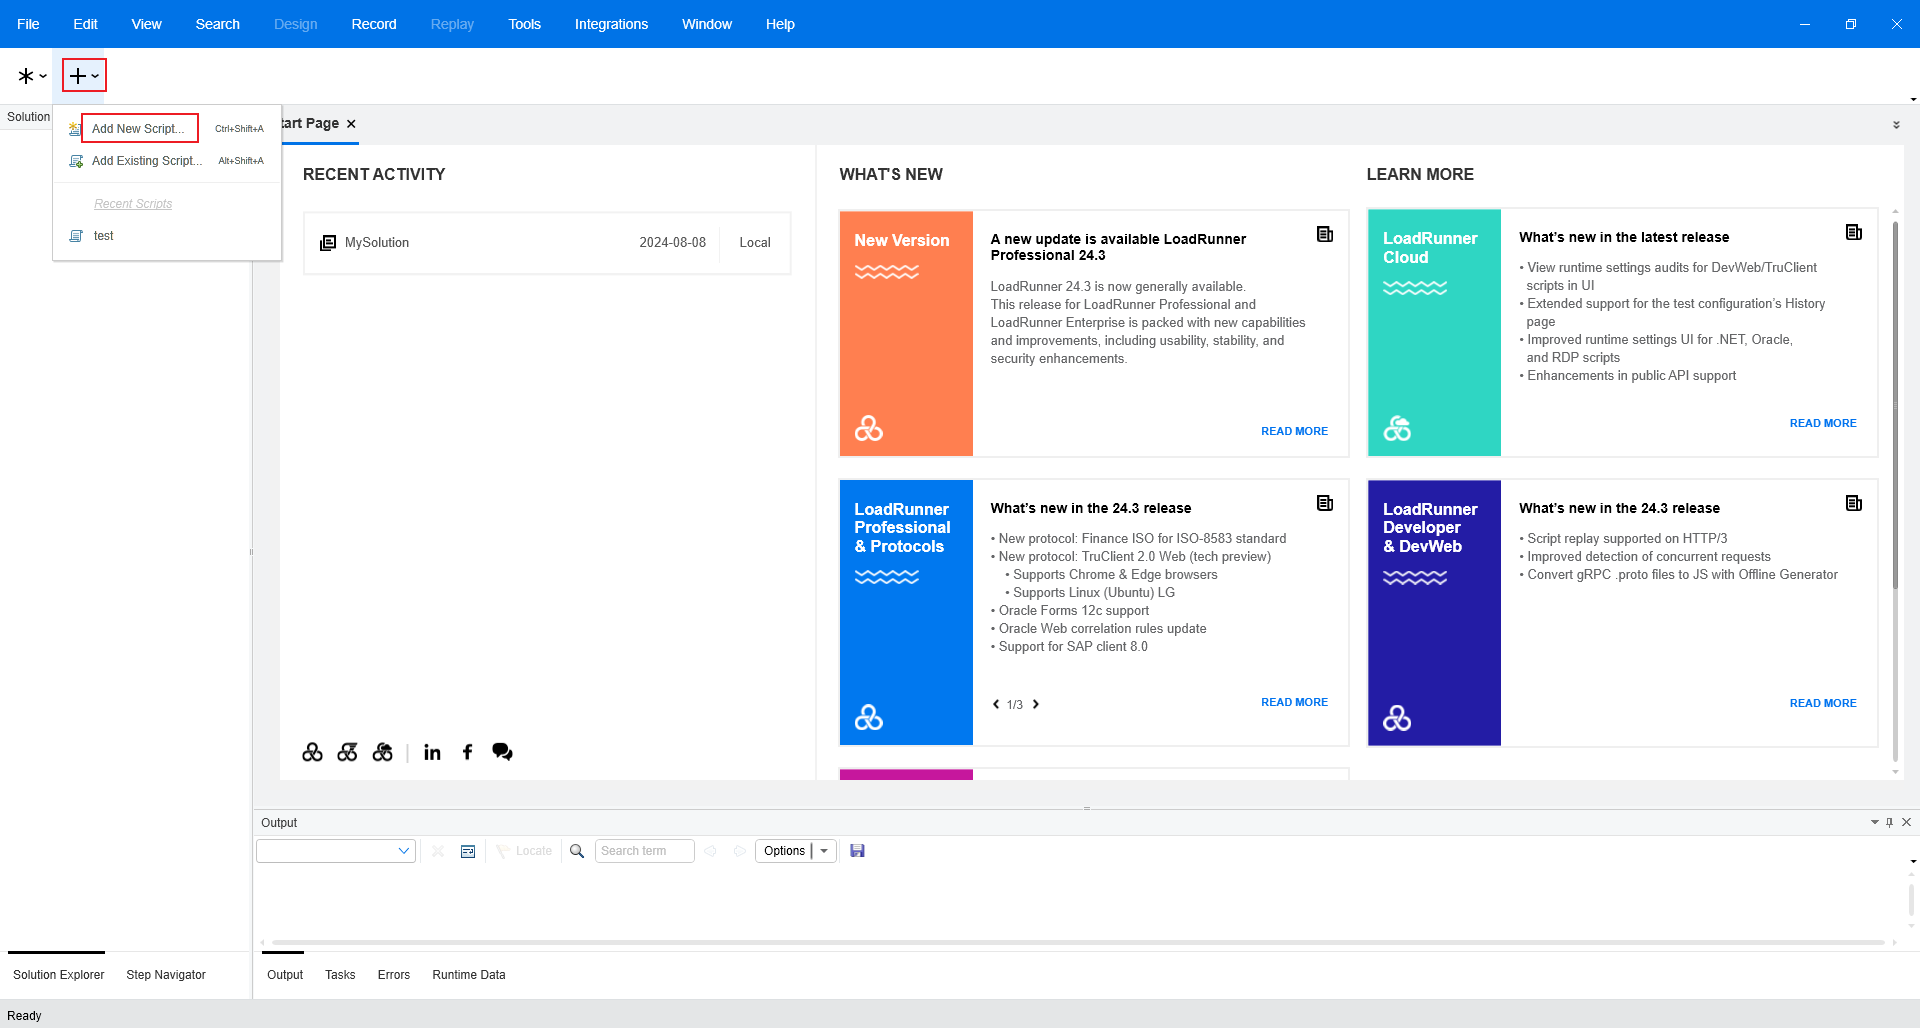 File Edit View Search Design Record Replay Tools Integrations Window Help
Solution
Add New Script... Ctrl+Shift+A
Add Existing Script... Alt+Shift+A
Recent Scripts
test
tart Page
RECENT ACTIVITY
MySolution 2024-08-08 Local
WHAT'S NEW
New Version
A new update is available LoadRunner
Professional 24.3
LoadRunner 24.3 is now generally available.
This release for LoadRunner Professional and
LoadRunner Enterprise is packed with new capabilities
and improvements, including usability, stability, and
security enhancements.
READ MORE
LoadRunner
Professional
& Protocols
What's new in the 24.3 release
• New protocol: Finance ISO for ISO-8583 standard
• New protocol: TruClient 2.0 Web (tech preview)
• Supports Chrome & Edge browsers
• Supports Linux (Ubuntu) LG
• Oracle Forms 12c support
• Oracle Web correlation rules update
• Support for SAP client 8.0
1/3
READ MORE
LEARN MORE
LoadRunner
Cloud
What's new in the latest release
• View runtime settings audits for DevWeb/TruClient
scripts in UI
• Extended support for the test configuration's History
page
• Improved runtime settings UI for .NET, Oracle,
and RDP scripts
• Enhancements in public API support
READ MORE
LoadRunner
Developer
& DevWeb
What's new in the 24.3 release
• Script replay supported on HTTP/3
• Improved detection of concurrent requests
• Convert gRPC .proto files to JS with Offline Generator
READ MORE
in f
Output
Locate Search term Options
Solution Explorer Step Navigator
Output Tasks Errors Runtime Data
Ready